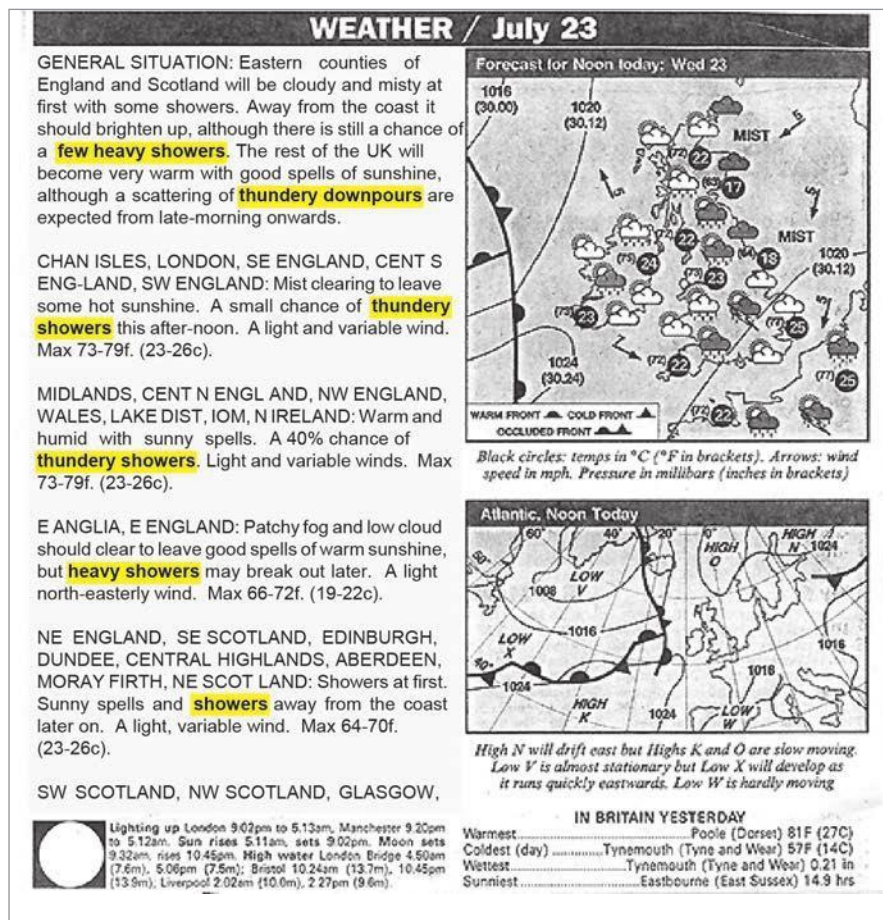 WEATHER / July 23
GENERAL SITUATION: Eastern counties of
England and Scotland will be cloudy and misty at
first with some showers. Away from the coast it
should brighten up, although there is still a chance of
a few heavy showers. The rest of the UK will
become very warm with good spells of sunshine,
although a scattering of thundery downpours are
expected from late-morning onwards.
CHAN ISLES, LONDON, SE ENGLAND, CENT S
ENG-LAND, SW ENGLAND: Mist clearing to leave
some hot sunshine. A small chance of thundery
showers this after-noon. A light and variable wind.
Max 73-79f. (23-26c).
MIDLANDS, CENT N ENGL AND, NW ENGLAND,
WALES, LAKE DIST, IOM, N IRELAND: Warm and
humid with sunny spells. A 40% chance of
thundery showers. Light and variable winds. Max
73-79f. (23-26c).
E ANGLIA, E ENGLAND: Patchy fog and low cloud
should clear to leave good spells of warm sunshine,
but heavy showers may break out later. A light
north-easterly wind. Max 66-72f. (19-22c).
NE ENGLAND, SE SCOTLAND, EDINBURGH,
DUNDEE, CENTRAL HIGHLANDS, ABERDEEN,
MORAY FIRTH, NE SCOT LAND: Showers at first.
Sunny spells and showers away from the coast
later on. A light, variable wind. Max 64-70f.
(23-26c).
SW SCOTLAND, NW SCOTLAND, GLASGOW,
Lighting up London 9.02pm to 5.13am, Manchester 9.20pm
to 5.12am. Sun rises 5.11am, sets 9.02pm. Moon sets
9.32am, rises 10.45pm. High water London Bridge 4.50am
(7.6m), 5.06pm (7.5m); Bristol 10.24am (13.7m), 10.45pm
(13.9m), Liverpool 2.02am (10.0m), 2 27pm (9.6m).
Forecast for Noon today: Wed 23
1016
(30.00)
1020
(30.12)
MIST
15
(72) 22
(63) 17
5
5
MIST
(72) 22
(64) 18
(75) 24
1020
(30.12)
(73) 23
(73) 23
(77) 25
5
1024
(30.24)
(72) 22
(77) 25
(72) 22
WARM FRONT COLD FRONT
OCCLUDED FRONT
Black circles: temps in °C (°F in brackets). Arrows: wind
speed in mph. Pressure in millibars (inches in brackets)
Atlantic, Noon Today
60° 40° 20° 0°
HIGH N
1024
HIGH O
LOW V
1008
1016
LOW X
1016
1016
40°
1024
HIGH K
1024
LOW W
High N will drift east but Highs K and O are slow moving.
Low V is almost stationary but Low X will develop as
it runs quickly eastwards. Low W is hardly moving
IN BRITAIN YESTERDAY
Warmest Poole (Dorset) 81F (27C)
Coldest (day) Tynemouth (Tyne and Wear) 57F (14C)
Wettest Tynemouth (Tyne and Wear) 0.21 in
Sunniest Eastbourne (East Sussex) 14.9 hrs